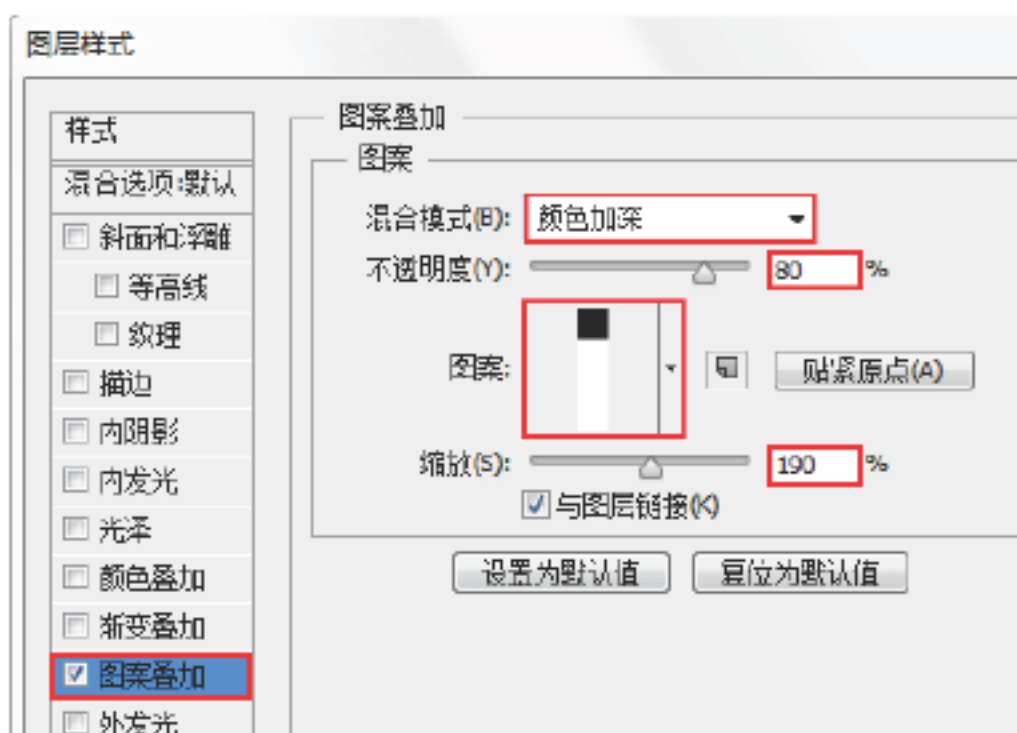 图层样式
样式
混合选项:默认
斜面和浮雕
等高线
纹理
描边
内阴影
内发光
光泽
颜色叠加
渐变叠加
图案叠加
外发光
图案叠加
图案
混合模式(B): 颜色加深
不透明度(Y): 80 %
图案: 贴紧原点(A)
缩放(S): 190 %
与图层链接(K)
设置为默认值 复位为默认值